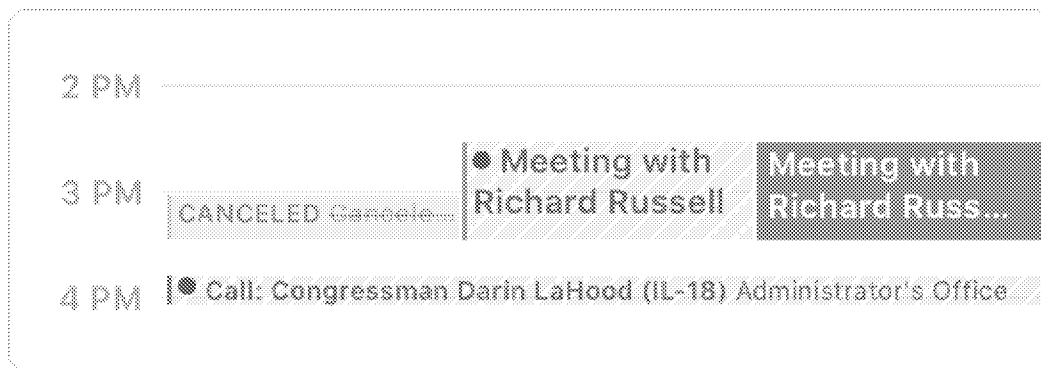 2 PM
Meeting with
Richard Russell
Meeting with
Richard Russ...
3 PM
CANCELED Cancele...
4 PM
Call: Congressman Darin LaHood (IL-18) Administrator's Office